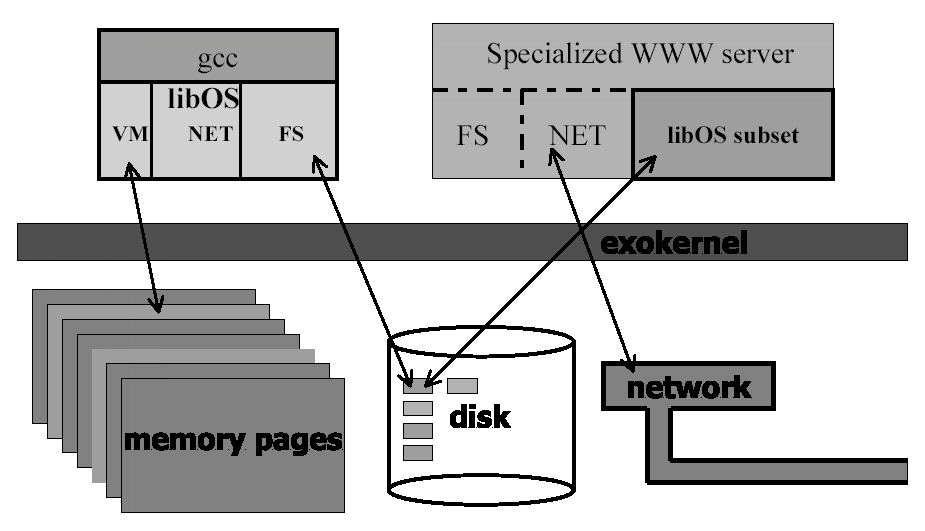 gcc
libOS
VM
NET
FS
Specialized WWW server
FS
NET
libOS subset
exokernel
memory pages
disk
network